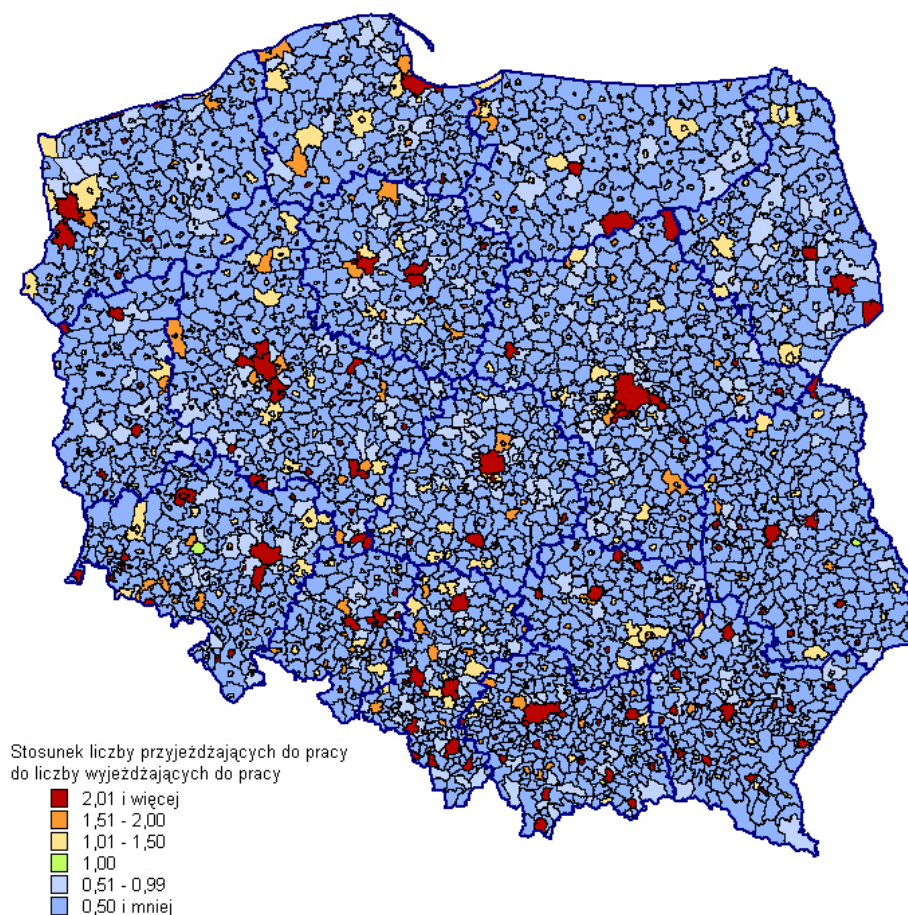 Stosunek liczby przyjeżdżających do pracy
do liczby wyjeżdżających do pracy
2,01 i więcej
1,51 - 2,00
1,01 - 1,50
1,00
0,51 - 0,99
0,50 i mniej